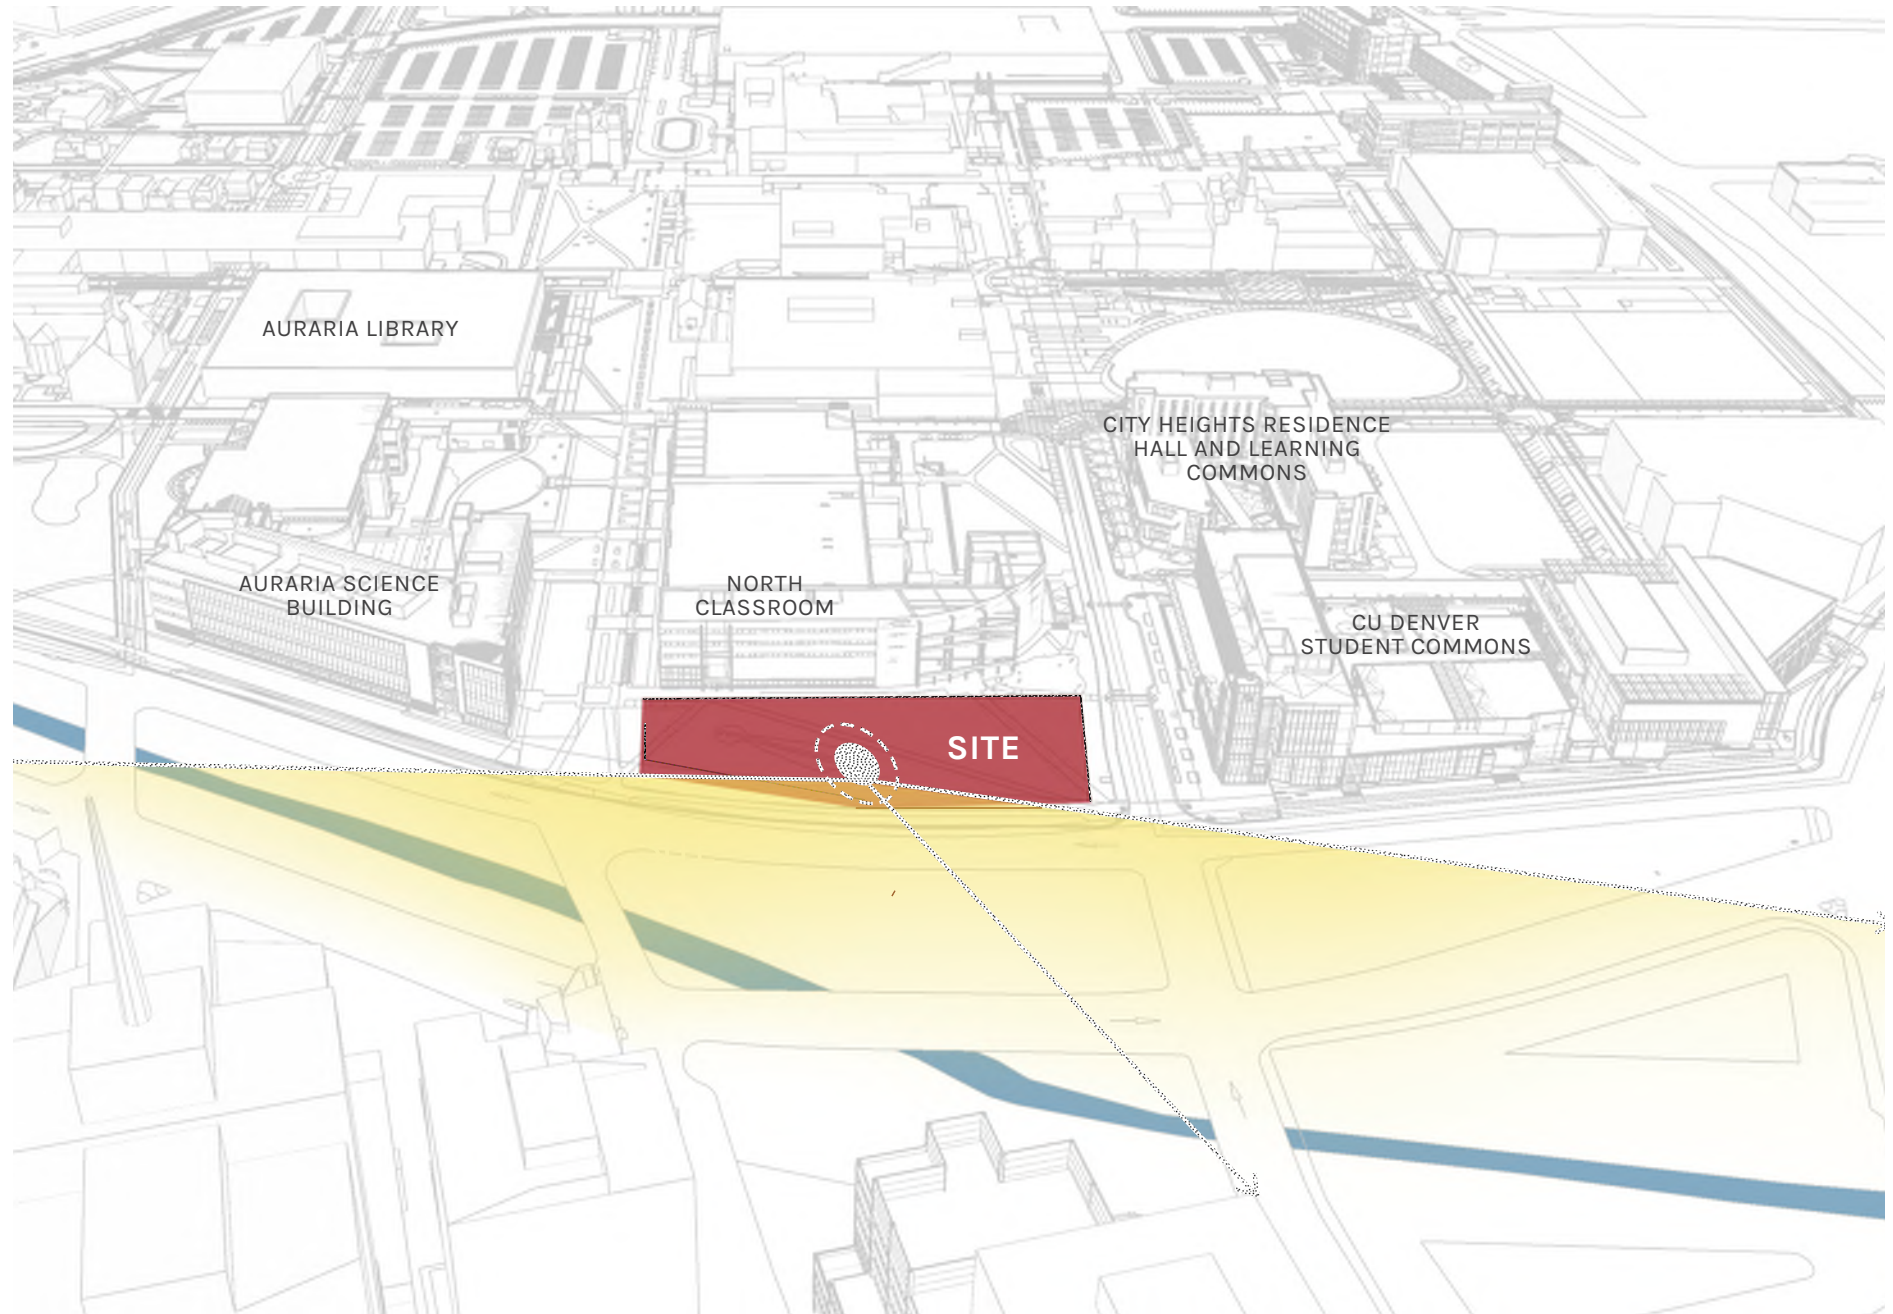 AURARIA LIBRARY
CITY HEIGHTS RESIDENCE
HALL AND LEARNING
COMMONS
AURARIA SCIENCE
BUILDING
NORTH
CLASSROOM
CU DENVER
STUDENT COMMONS
SITE